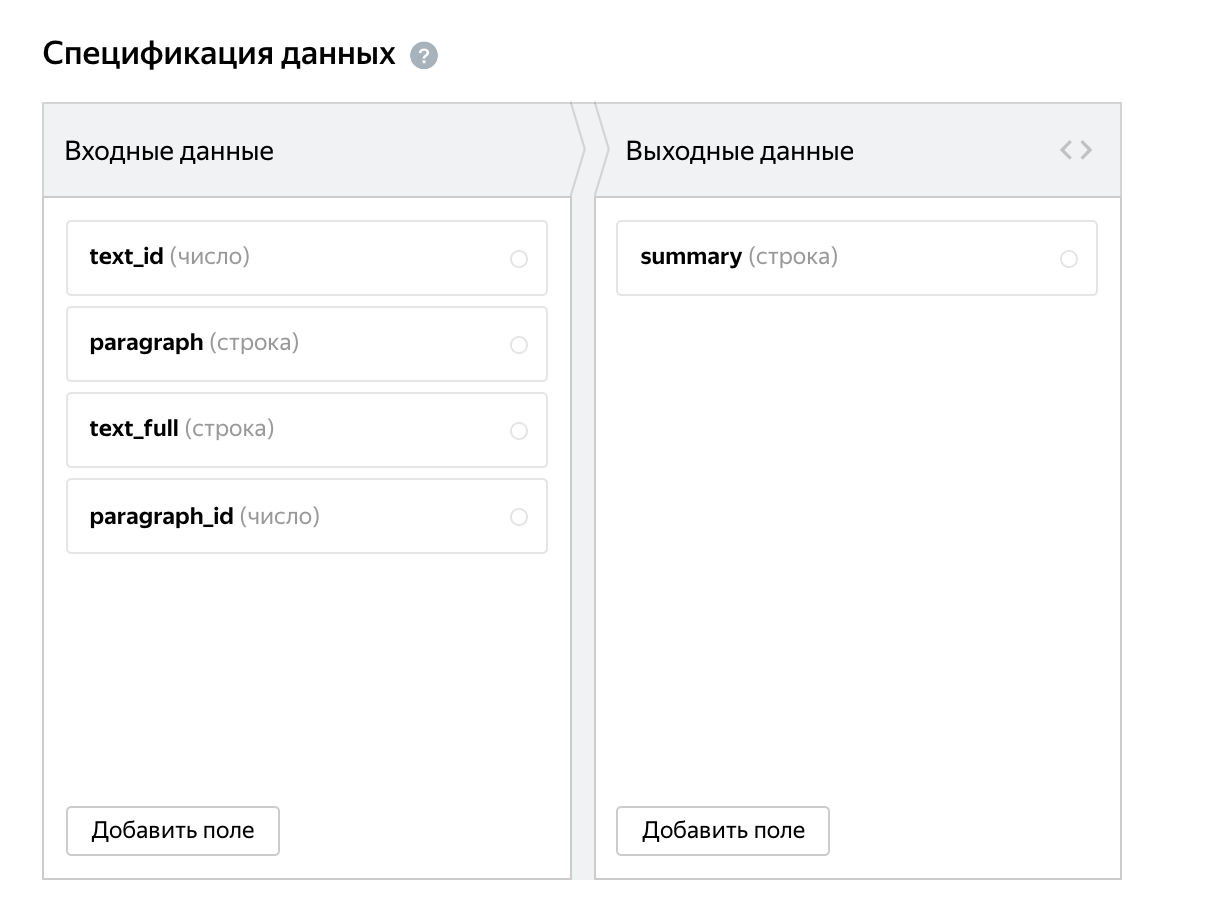 Спецификация данных ?
Входные данные
Выходные данные <>
text_id (число)
paragraph (строка)
text_full (строка)
paragraph_id (число)
summary (строка)
Добавить поле
Добавить поле